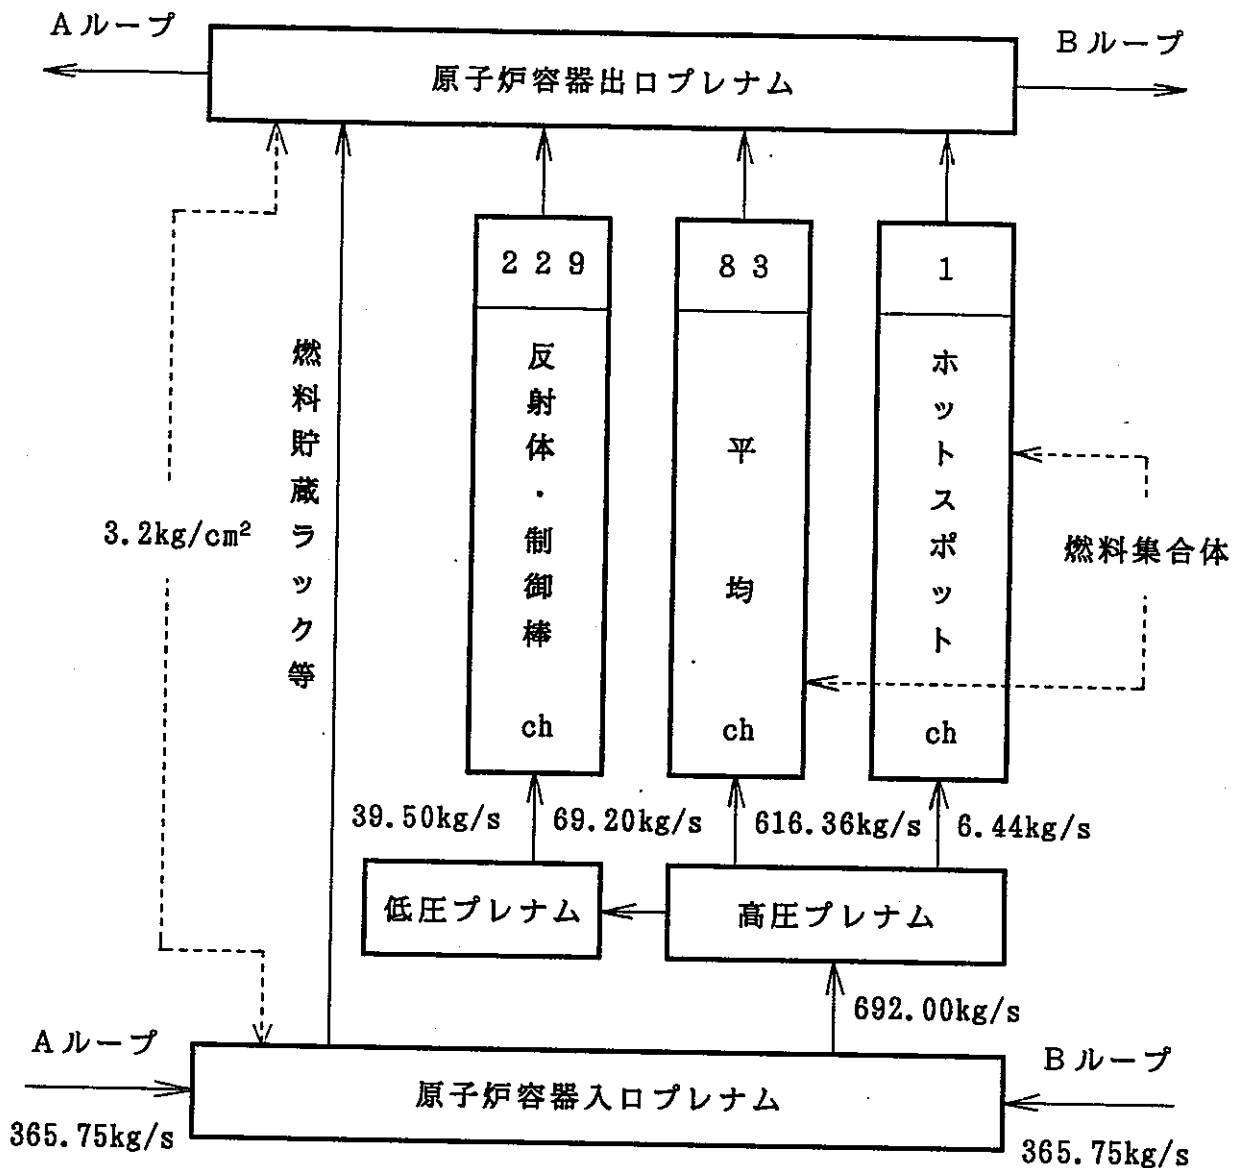 Aループ
Bループ
原子炉容器出口プレナム
229
83
1
燃料貯蔵ラック等
反射体・制御棒 ch
平均 ch
ホットスポット ch
3.2kg/cm²
燃料集合体
39.50kg/s
69.20kg/s
616.36kg/s
6.44kg/s
低圧プレナム
高圧プレナム
692.00kg/s
Aループ
Bループ
原子炉容器入口プレナム
365.75kg/s
365.75kg/s